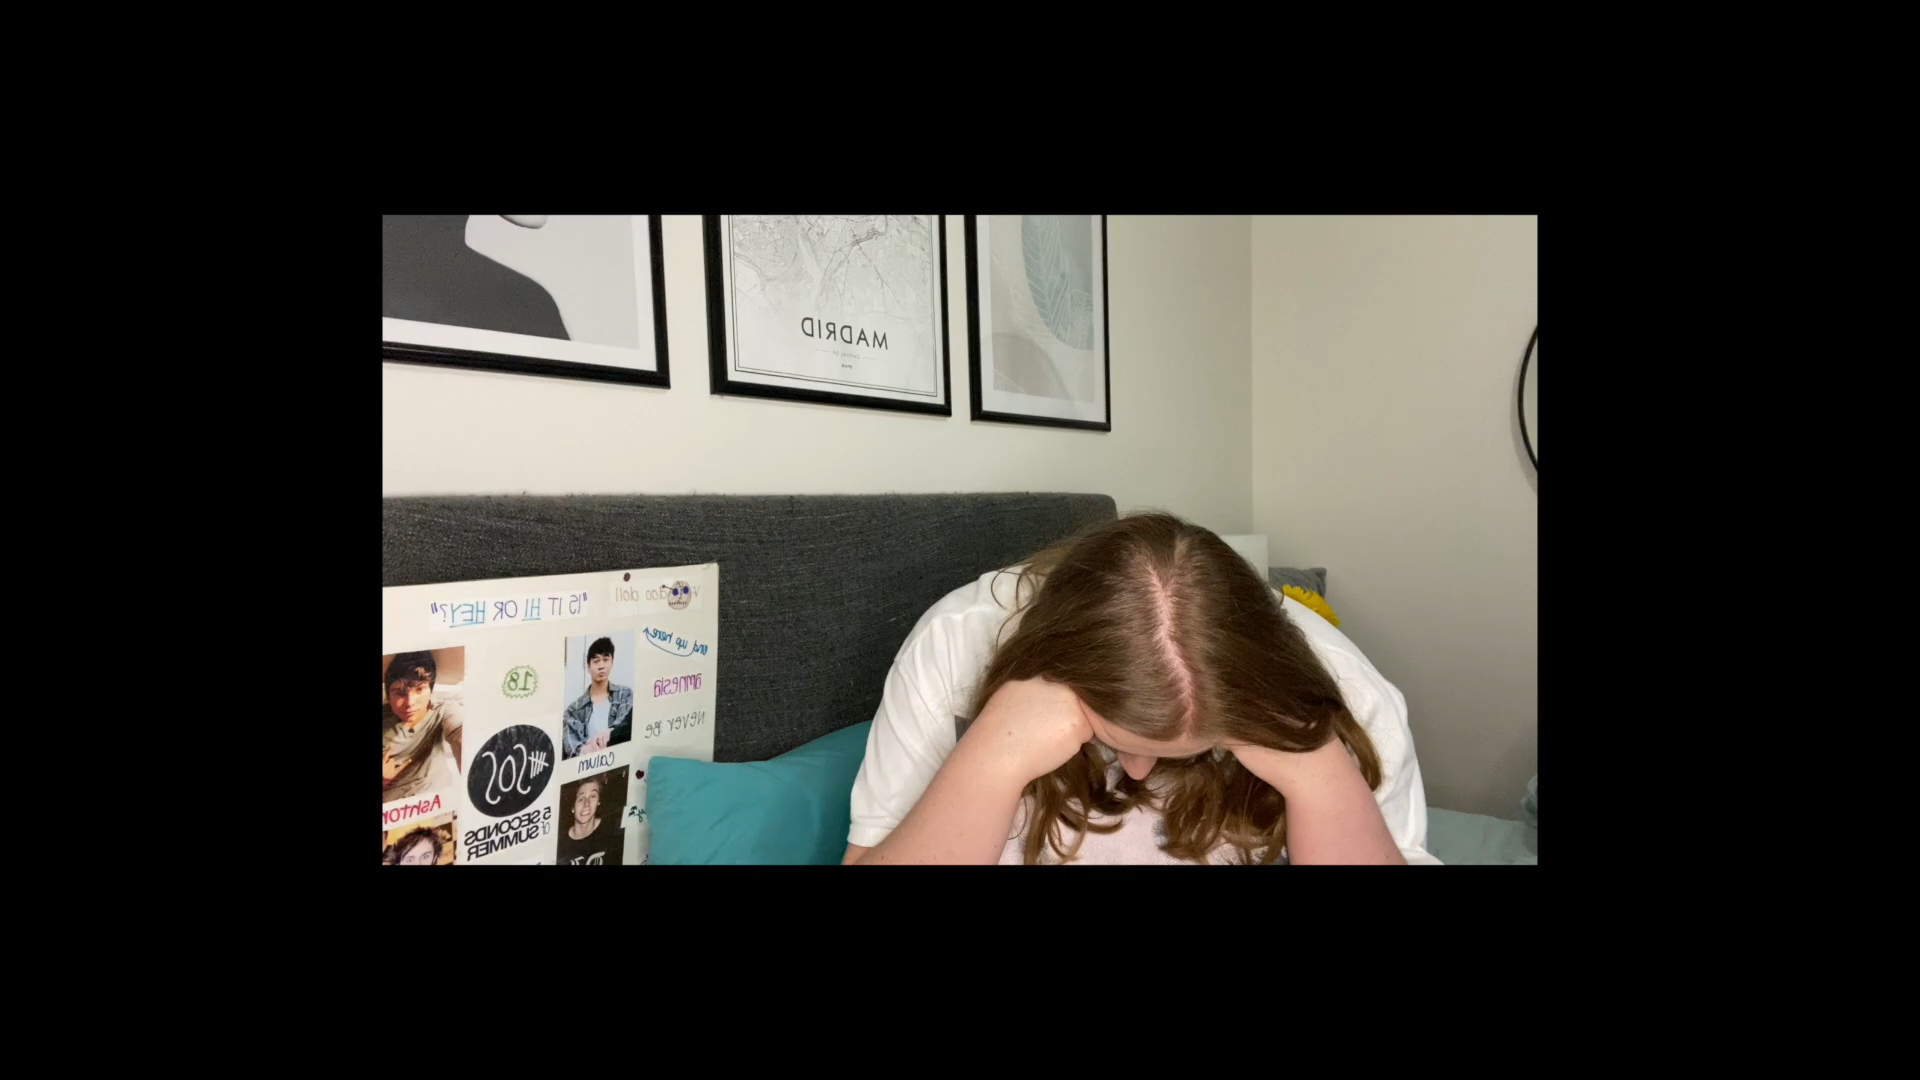 MADRID
"IS IT HI OR HEY?"
doo doll
end up here
amnesia
Never Be
18
5SOS
5 SECONDS
OF
SUMMER
Calum
Ashton